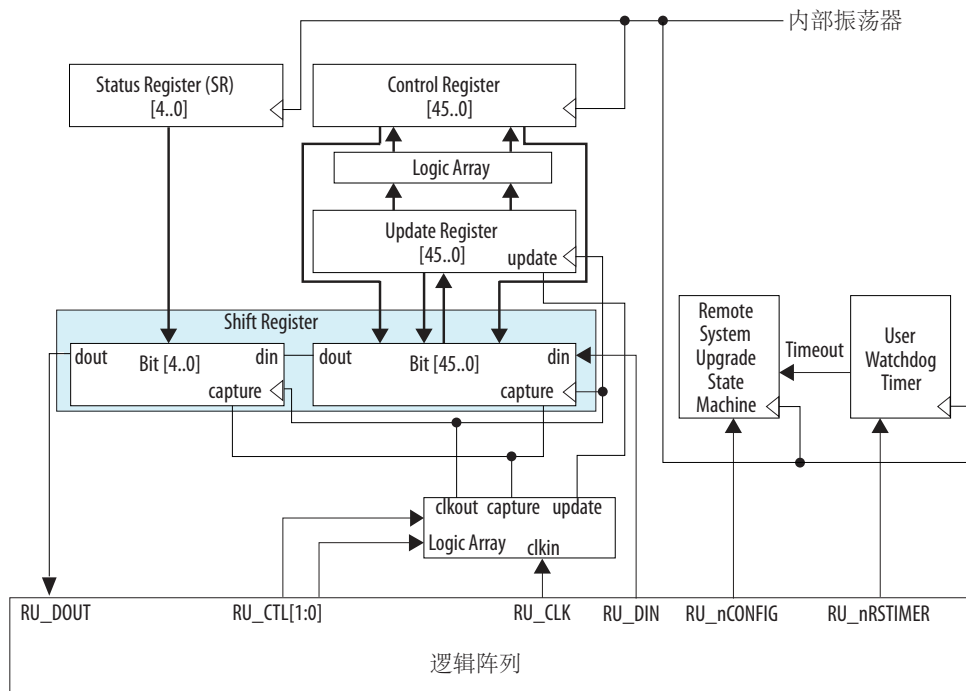 内部振荡器
Status Register (SR)
[4..0]
Control Register
[45..0]
Logic Array
Update Register
[45..0]
update
Shift Register
dout
Bit [4..0]
din
capture
dout
Bit [45..0]
din
capture
Remote
System
Upgrade
State
Machine
Timeout
User
Watchdog
Timer
clkout
capture
update
Logic Array
clkin
RU_DOUT
RU_CTL[1:0]
RU_CLK
RU_DIN
RU_nCONFIG
RU_nRSTIMER
逻辑阵列